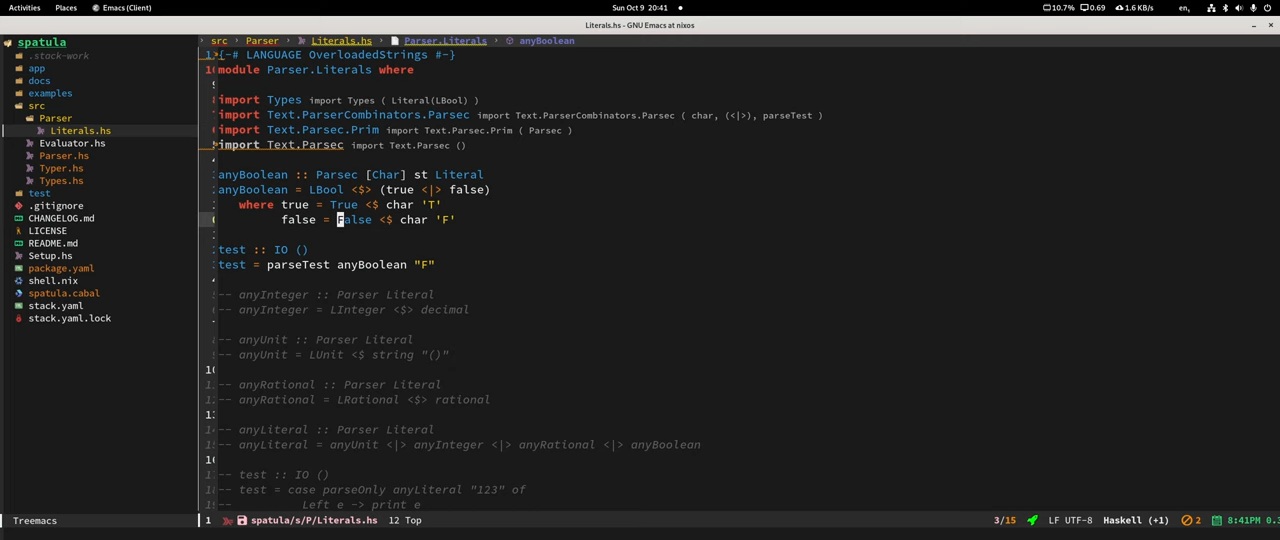 Activities Places Emacs (Client) Sun Oct 9 20:41 10.7% 0.69 1.6 KB/s en,
Literals.hs - GNU Emacs at nixos
spatula
.stack-work
app
docs
examples
src
Parser
Literals.hs
Evaluator.hs
Parser.hs
Typer.hs
Types.hs
test
.gitignore
CHANGELOG.md
LICENSE
README.md
Setup.hs
package.yaml
shell.nix
spatula.cabal
stack.yaml
stack.yaml.lock
src › Parser › Literals.hs › Parser.Literals › anyBoolean
{-# LANGUAGE OverloadedStrings #-}
module Parser.Literals where
import Types import Types ( Literal(LBool) )
import Text.ParserCombinators.Parsec import Text.ParserCombinators.Parsec ( char, (<|>), parseTest )
import Text.Parsec.Prim import Text.Parsec.Prim ( Parsec )
import Text.Parsec import Text.Parsec ()
anyBoolean :: Parsec [Char] st Literal
anyBoolean = LBool <$> (true <|> false)
where true = True <$ char 'T'
false = False <$ char 'F'
test :: IO ()
test = parseTest anyBoolean "F"
-- anyInteger :: Parser Literal
-- anyInteger = LInteger <$> decimal
-- anyUnit :: Parser Literal
-- anyUnit = LUnit <$ string "()"
-- anyRational :: Parser Literal
-- anyRational = LRational <$> rational
-- anyLiteral :: Parser Literal
-- anyLiteral = anyUnit <|> anyInteger <|> anyRational <|> anyBoolean
-- test :: IO ()
-- test = case parseOnly anyLiteral "123" of
-- Left e -> print e
Treemacs 1 spatula/s/P/Literals.hs 12 Top 3/15 LF UTF-8 Haskell (+1) 2 8:41PM